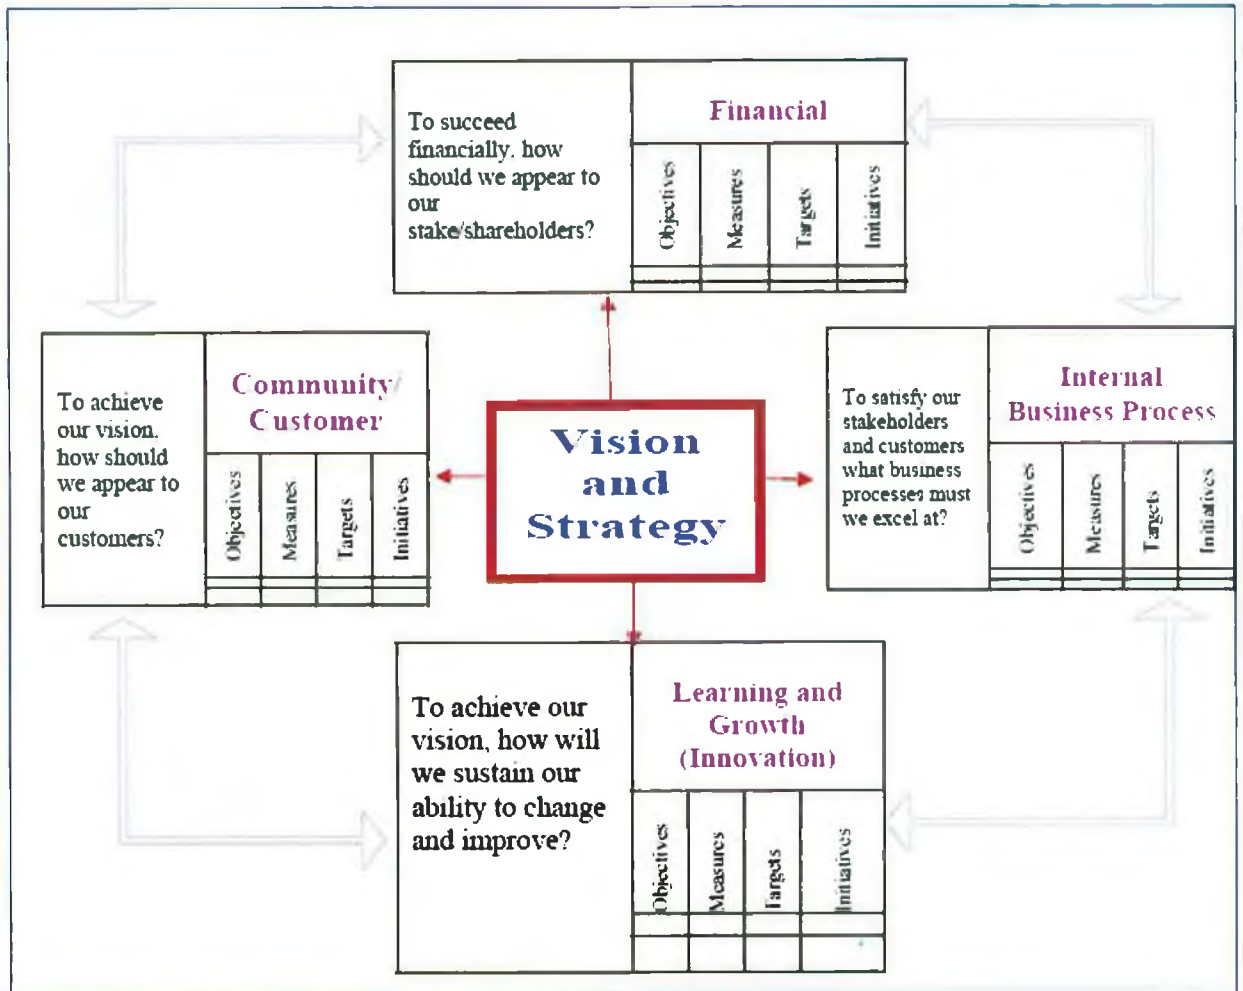 To succeed
financially. how
should we appear to
our
stake/shareholders?
Financial
Objectives
Measures
Targets
Initiatives
To achieve
our vision.
how should
we appear to
our
customers?
Community/
Customer
Objectives
Measures
Targets
Initiatives
Vision
and
Strategy
To satisfy our
stakeholders
and customers
what business
processes must
we excel at?
Internal
Business Process
Objectives
Measures
Targets
Initiatives
To achieve our
vision, how will
we sustain our
ability to change
and improve?
Learning and
Growth
(Innovation)
Objectives
Measures
Targets
Initiatives